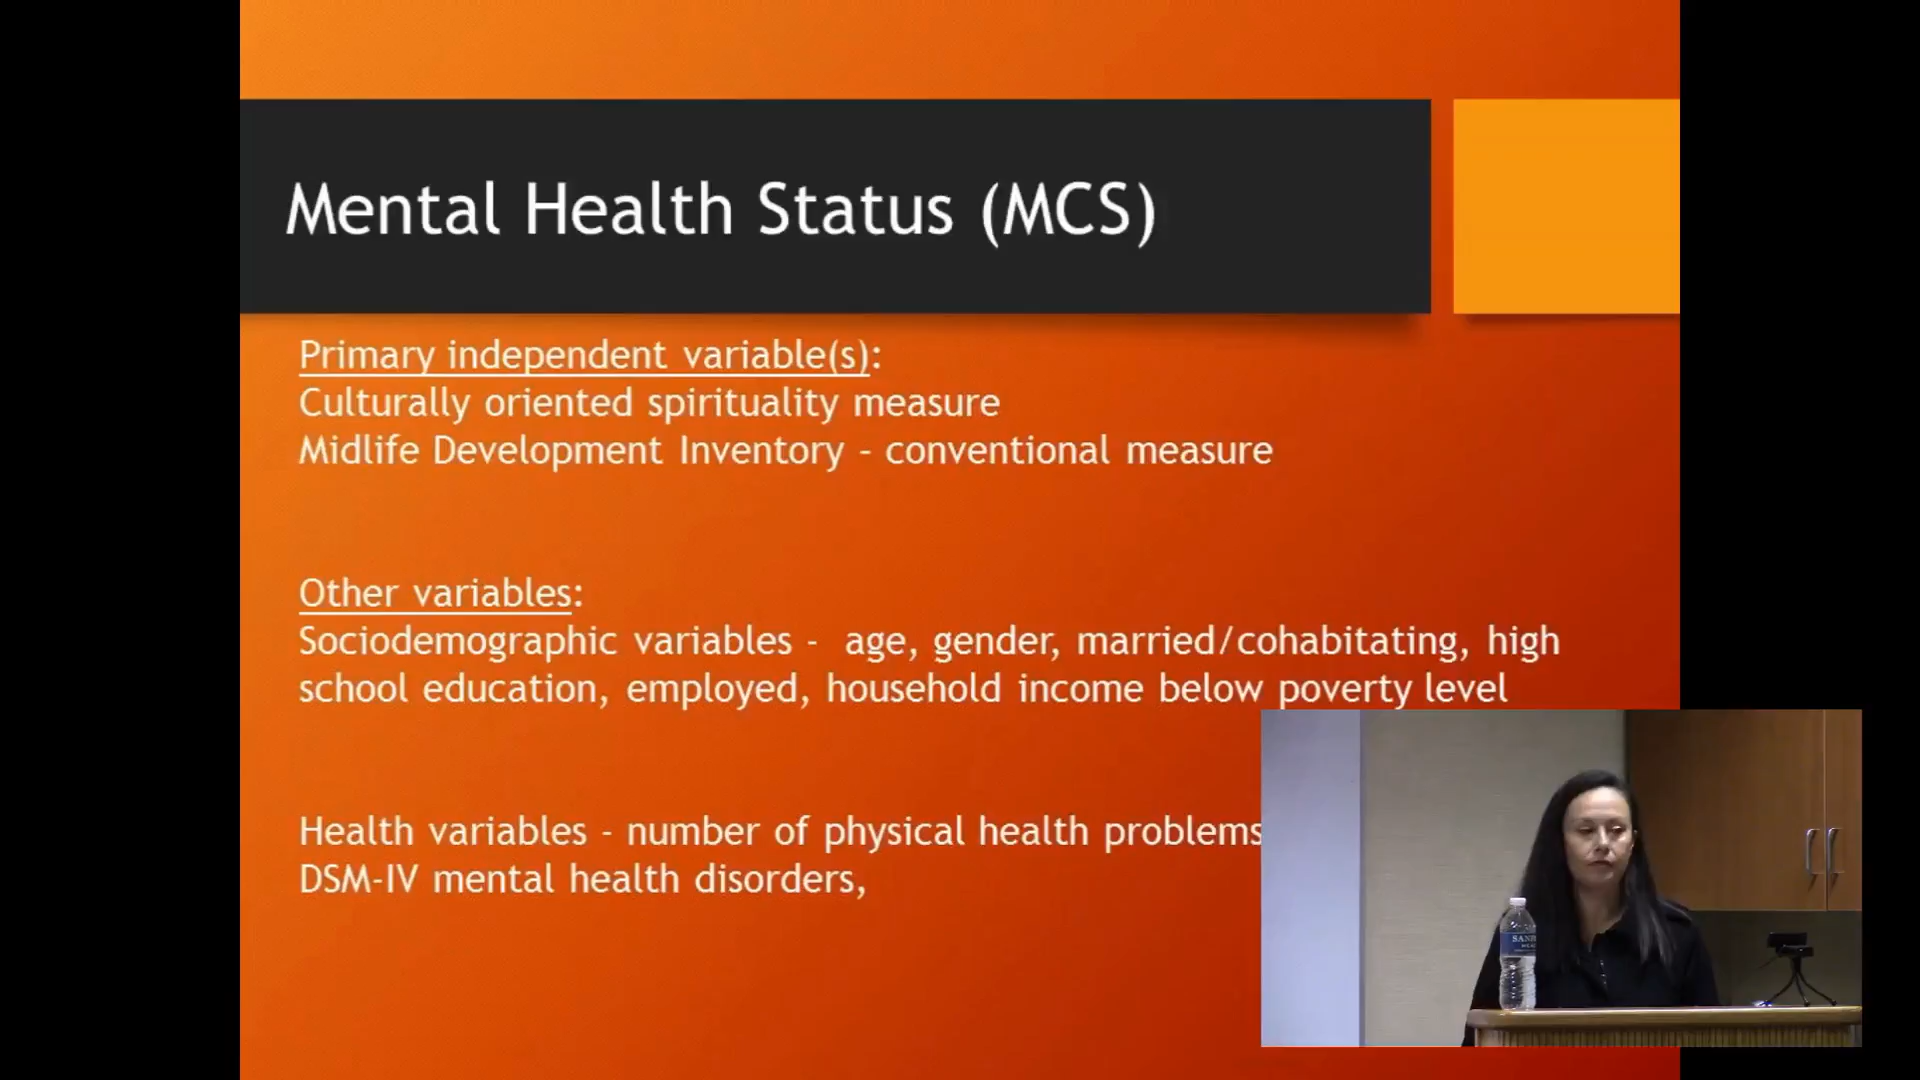 Mental Health Status (MCS)
Primary independent variable(s):
Culturally oriented spirituality measure
Midlife Development Inventory - conventional measure
Other variables:
Sociodemographic variables - age, gender, married/cohabitating, high
school education, employed, household income below poverty level
Health variables - number of physical health problems
DSM-IV mental health disorders,